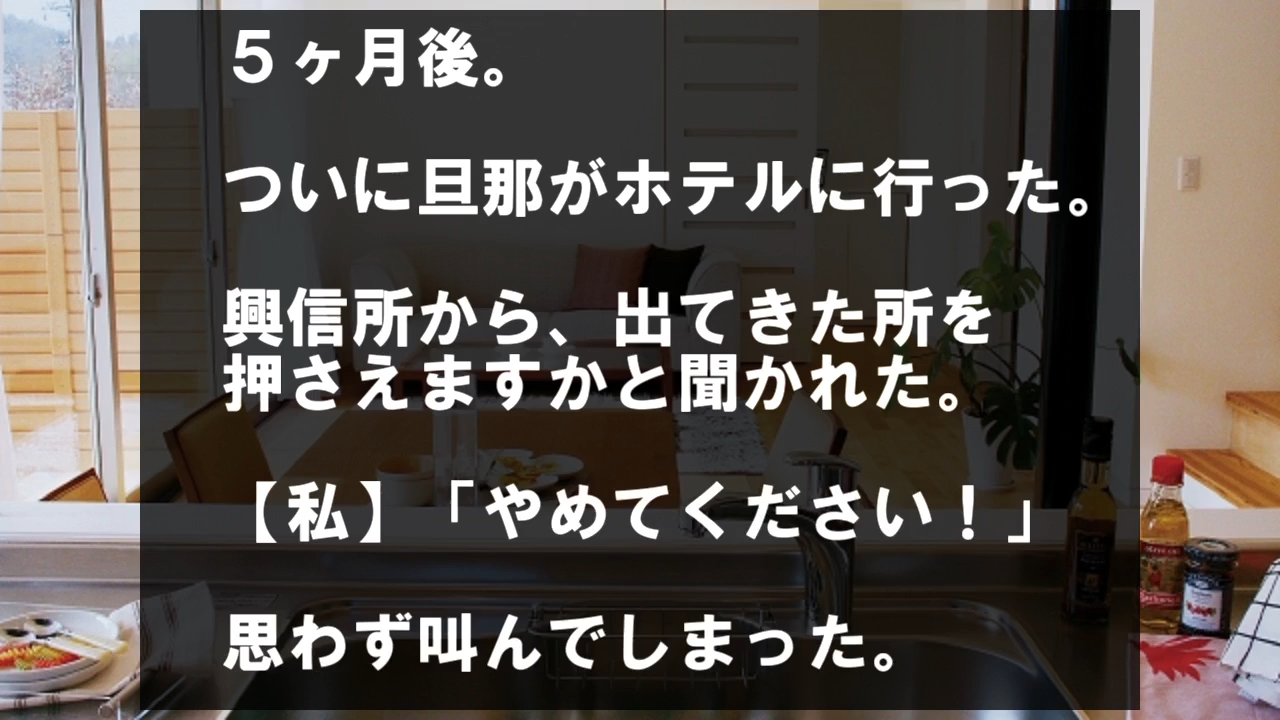 ５ヶ月後。
ついに旦那がホテルに行った。
興信所から、出てきた所を
押さえますかと聞かれた。
【私】「やめてください！」
思わず叫んでしまった。